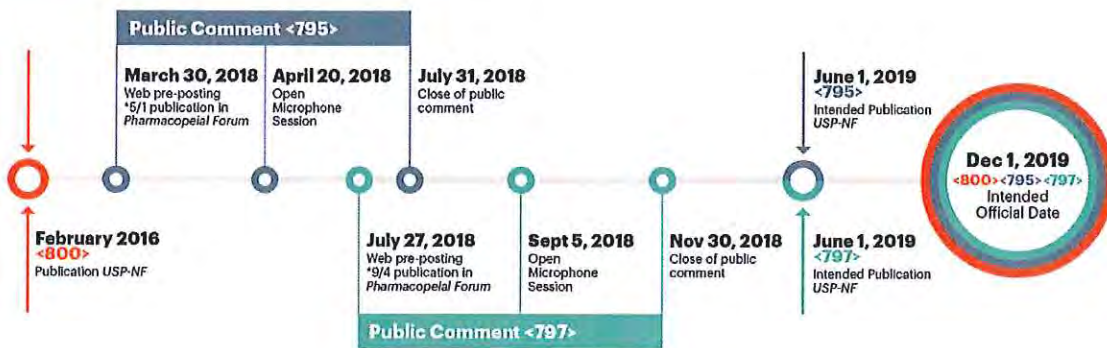 Public Comment <795>
March 30, 2018
Web pre-posting
*5/1 publication in
Pharmacopeial Forum
April 20, 2018
Open
Microphone
Session
July 31, 2018
Close of public
comment
June 1, 2019
<795>
Intended Publication
USP-NF
Dec 1, 2019
<800><795><797>
Intended
Official Date
February 2016
<800>
Publication USP-NF
July 27, 2018
Web pre-posting
*9/4 publication in
Pharmacopeial Forum
Sept 5, 2018
Open
Microphone
Session
Nov 30, 2018
Close of public
comment
June 1, 2019
<797>
Intended Publication
USP-NF
Public Comment <797>